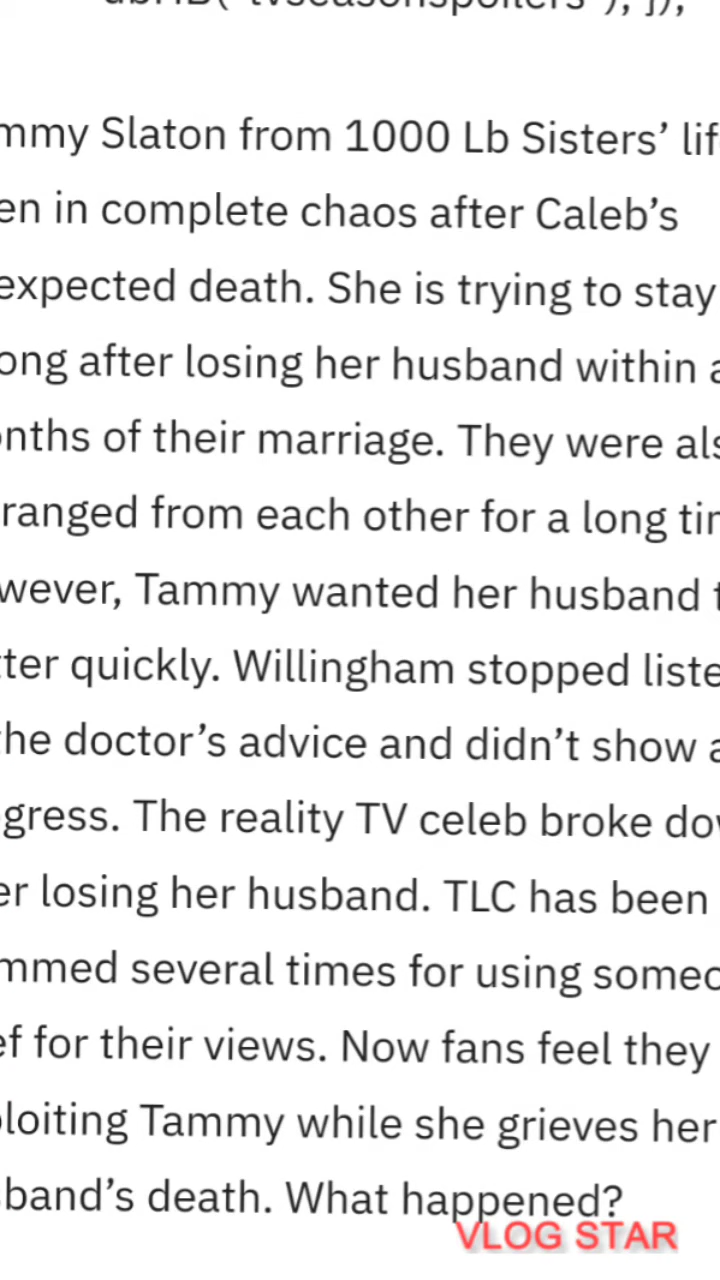 mmy Slaton from 1000 Lb Sisters’ lif
en in complete chaos after Caleb’s
expected death. She is trying to stay
ong after losing her husband within a
nths of their marriage. They were als
ranged from each other for a long tin
wever, Tammy wanted her husband t
ter quickly. Willingham stopped liste
the doctor’s advice and didn’t show a
gress. The reality TV celeb broke dov
er losing her husband. TLC has been
mmed several times for using someo
ef for their views. Now fans feel they
loiting Tammy while she grieves her
band’s death. What happened?
VLOG STAR